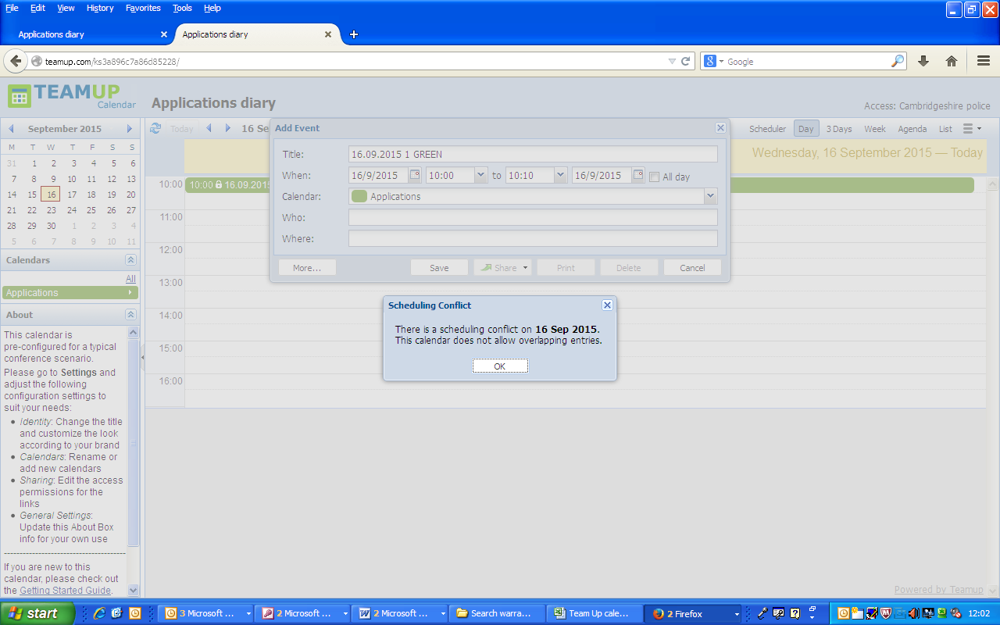 File Edit View History Favorites Tools Help
Applications diary
Applications diary
teamup.com/ks3a896c7a86d85228/
Google
TEAMUP
Calendar
Applications diary
Access: Cambridgeshire police
September 2015
M T W T F S S
31 1 2 3 4 5 6
7 8 9 10 11 12 13
14 15 16 17 18 19 20
21 22 23 24 25 26 27
28 29 30 1 2 3 4
5 6 7 8 9 10 11
Calendars
All
Applications
About
This calendar is
pre-configured for a typical
conference scenario.
Please go to Settings and
adjust the following
configuration settings to
suit your needs:
• Identity: Change the title
and customize the look
according to your brand
• Calendars: Rename or
add new calendars
• Sharing: Edit the access
permissions for the
links
• General Settings:
Update this About Box
info for your own use
If you are new to this
calendar, please check out
the Getting Started Guide.
Today 16 Se
Scheduler Day 3 Days Week Agenda List
Wednesday, 16 September 2015 — Today
10:00 10:00 16.09.2015
11:00
12:00
13:00
14:00
15:00
16:00
Add Event
Title: 16.09.2015 1 GREEN
When: 16/9/2015 10:00 to 10:10 16/9/2015 All day
Calendar: Applications
Who:
Where:
More... Save Share Print Delete Cancel
Scheduling Conflict
There is a scheduling conflict on 16 Sep 2015.
This calendar does not allow overlapping entries.
OK
Powered by Teamup
start 3 Microsoft ... 2 Microsoft ... 2 Microsoft ... Search warra... Team Up cale... 2 Firefox 12:02